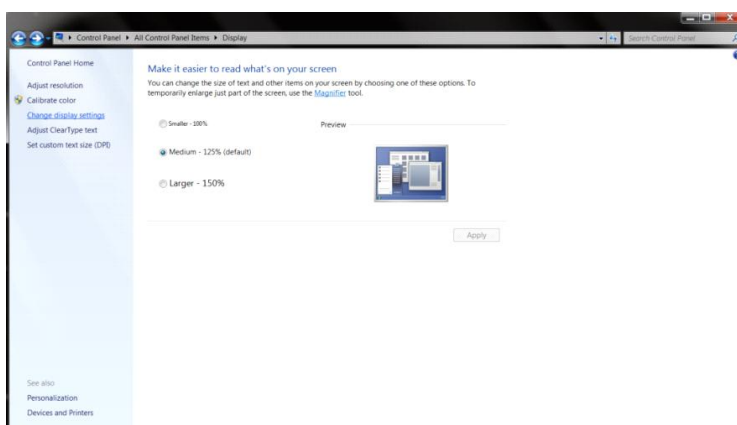 Control Panel ▸ All Control Panel Items ▸ Display
Search Control Panel
Control Panel Home
Adjust resolution
Calibrate color
Change display settings
Adjust ClearType text
Set custom text size (DPI)
Make it easier to read what's on your screen
You can change the size of text and other items on your screen by choosing one of these options. To
temporarily enlarge just part of the screen, use the Magnifier tool.
Smaller - 100%
Preview
Medium - 125% (default)
Larger - 150%
Apply
See also
Personalization
Devices and Printers